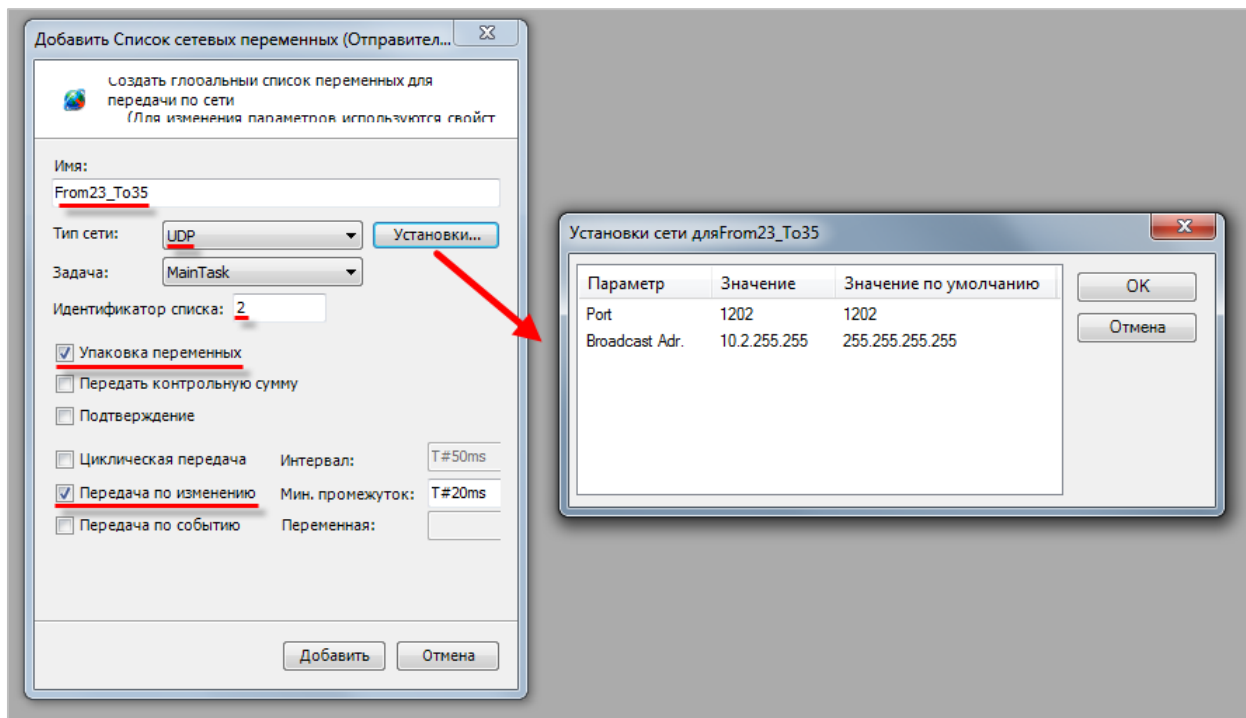 Добавить Список сетевых переменных (Отправител...
Создать глобальный список переменных для
передачи по сети
(Для изменения параметров используются свойст
Имя:
From23_To35
Тип сети: UDP Установки...
Задача: MainTask
Идентификатор списка: 2
Упаковка переменных
Передать контрольную сумму
Подтверждение
Циклическая передача Интервал: T#50ms
Передача по изменению Мин. промежуток: T#20ms
Передача по событию Переменная:
Добавить Отмена
Установки сети дляFrom23_To35
Параметр Значение Значение по умолчанию
Port 1202 1202
Broadcast Adr. 10.2.255.255 255.255.255.255
OK
Отмена